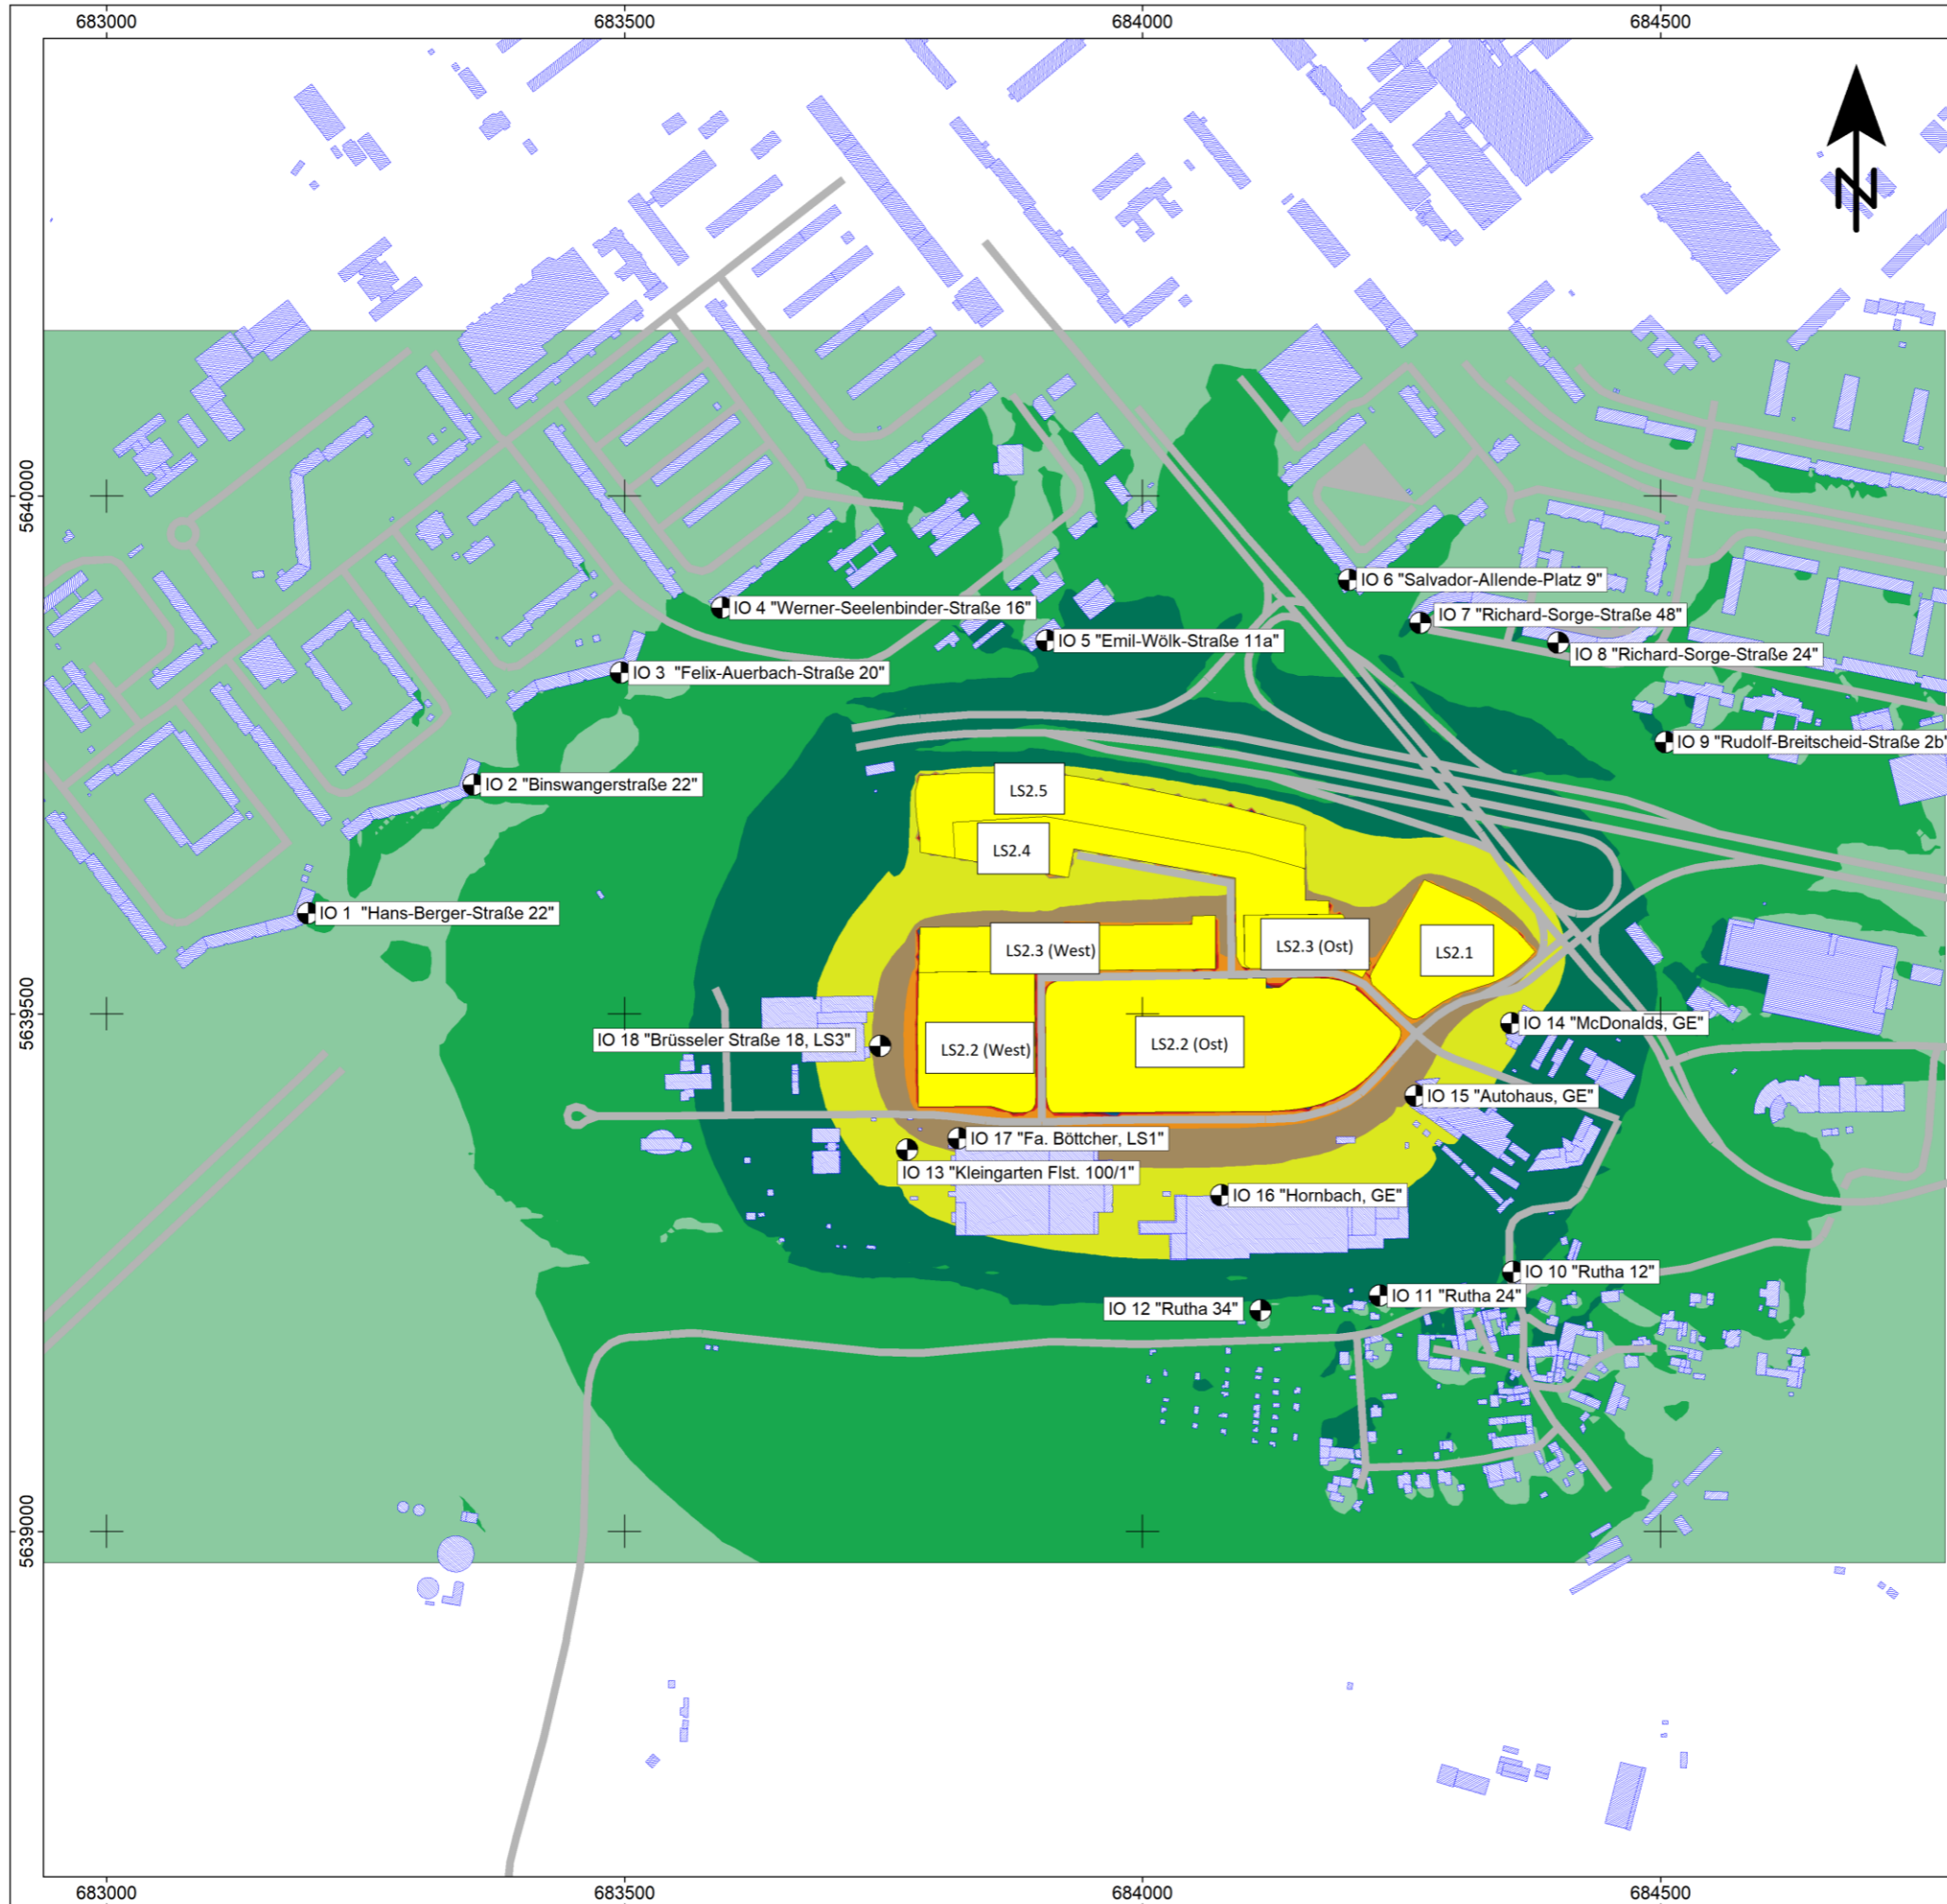 683000
683500
684000
684500
N
5640000
IO 6 "Salvador-Allende-Platz 9"
IO 4 "Werner-Seelenbinder-Straße 16"
IO 7 "Richard-Sorge-Straße 48"
IO 5 "Emil-Wölk-Straße 11a"
IO 8 "Richard-Sorge-Straße 24"
IO 3 "Felix-Auerbach-Straße 20"
IO 9 "Rudolf-Breitscheid-Straße 2b"
IO 2 "Binswangerstraße 22"
LS2.5
LS2.4
IO 1 "Hans-Berger-Straße 22"
LS2.3 (West)
LS2.3 (Ost)
LS2.1
5639500
IO 14 "McDonalds, GE"
IO 18 "Brüsseler Straße 18, LS3"
LS2.2 (West)
LS2.2 (Ost)
IO 15 "Autohaus, GE"
IO 17 "Fa. Böttcher, LS1"
IO 13 "Kleingarten Flst. 100/1"
IO 16 "Hornbach, GE"
IO 10 "Rutha 12"
IO 11 "Rutha 24"
IO 12 "Rutha 34"
5639000
683000
683500
684000
684500